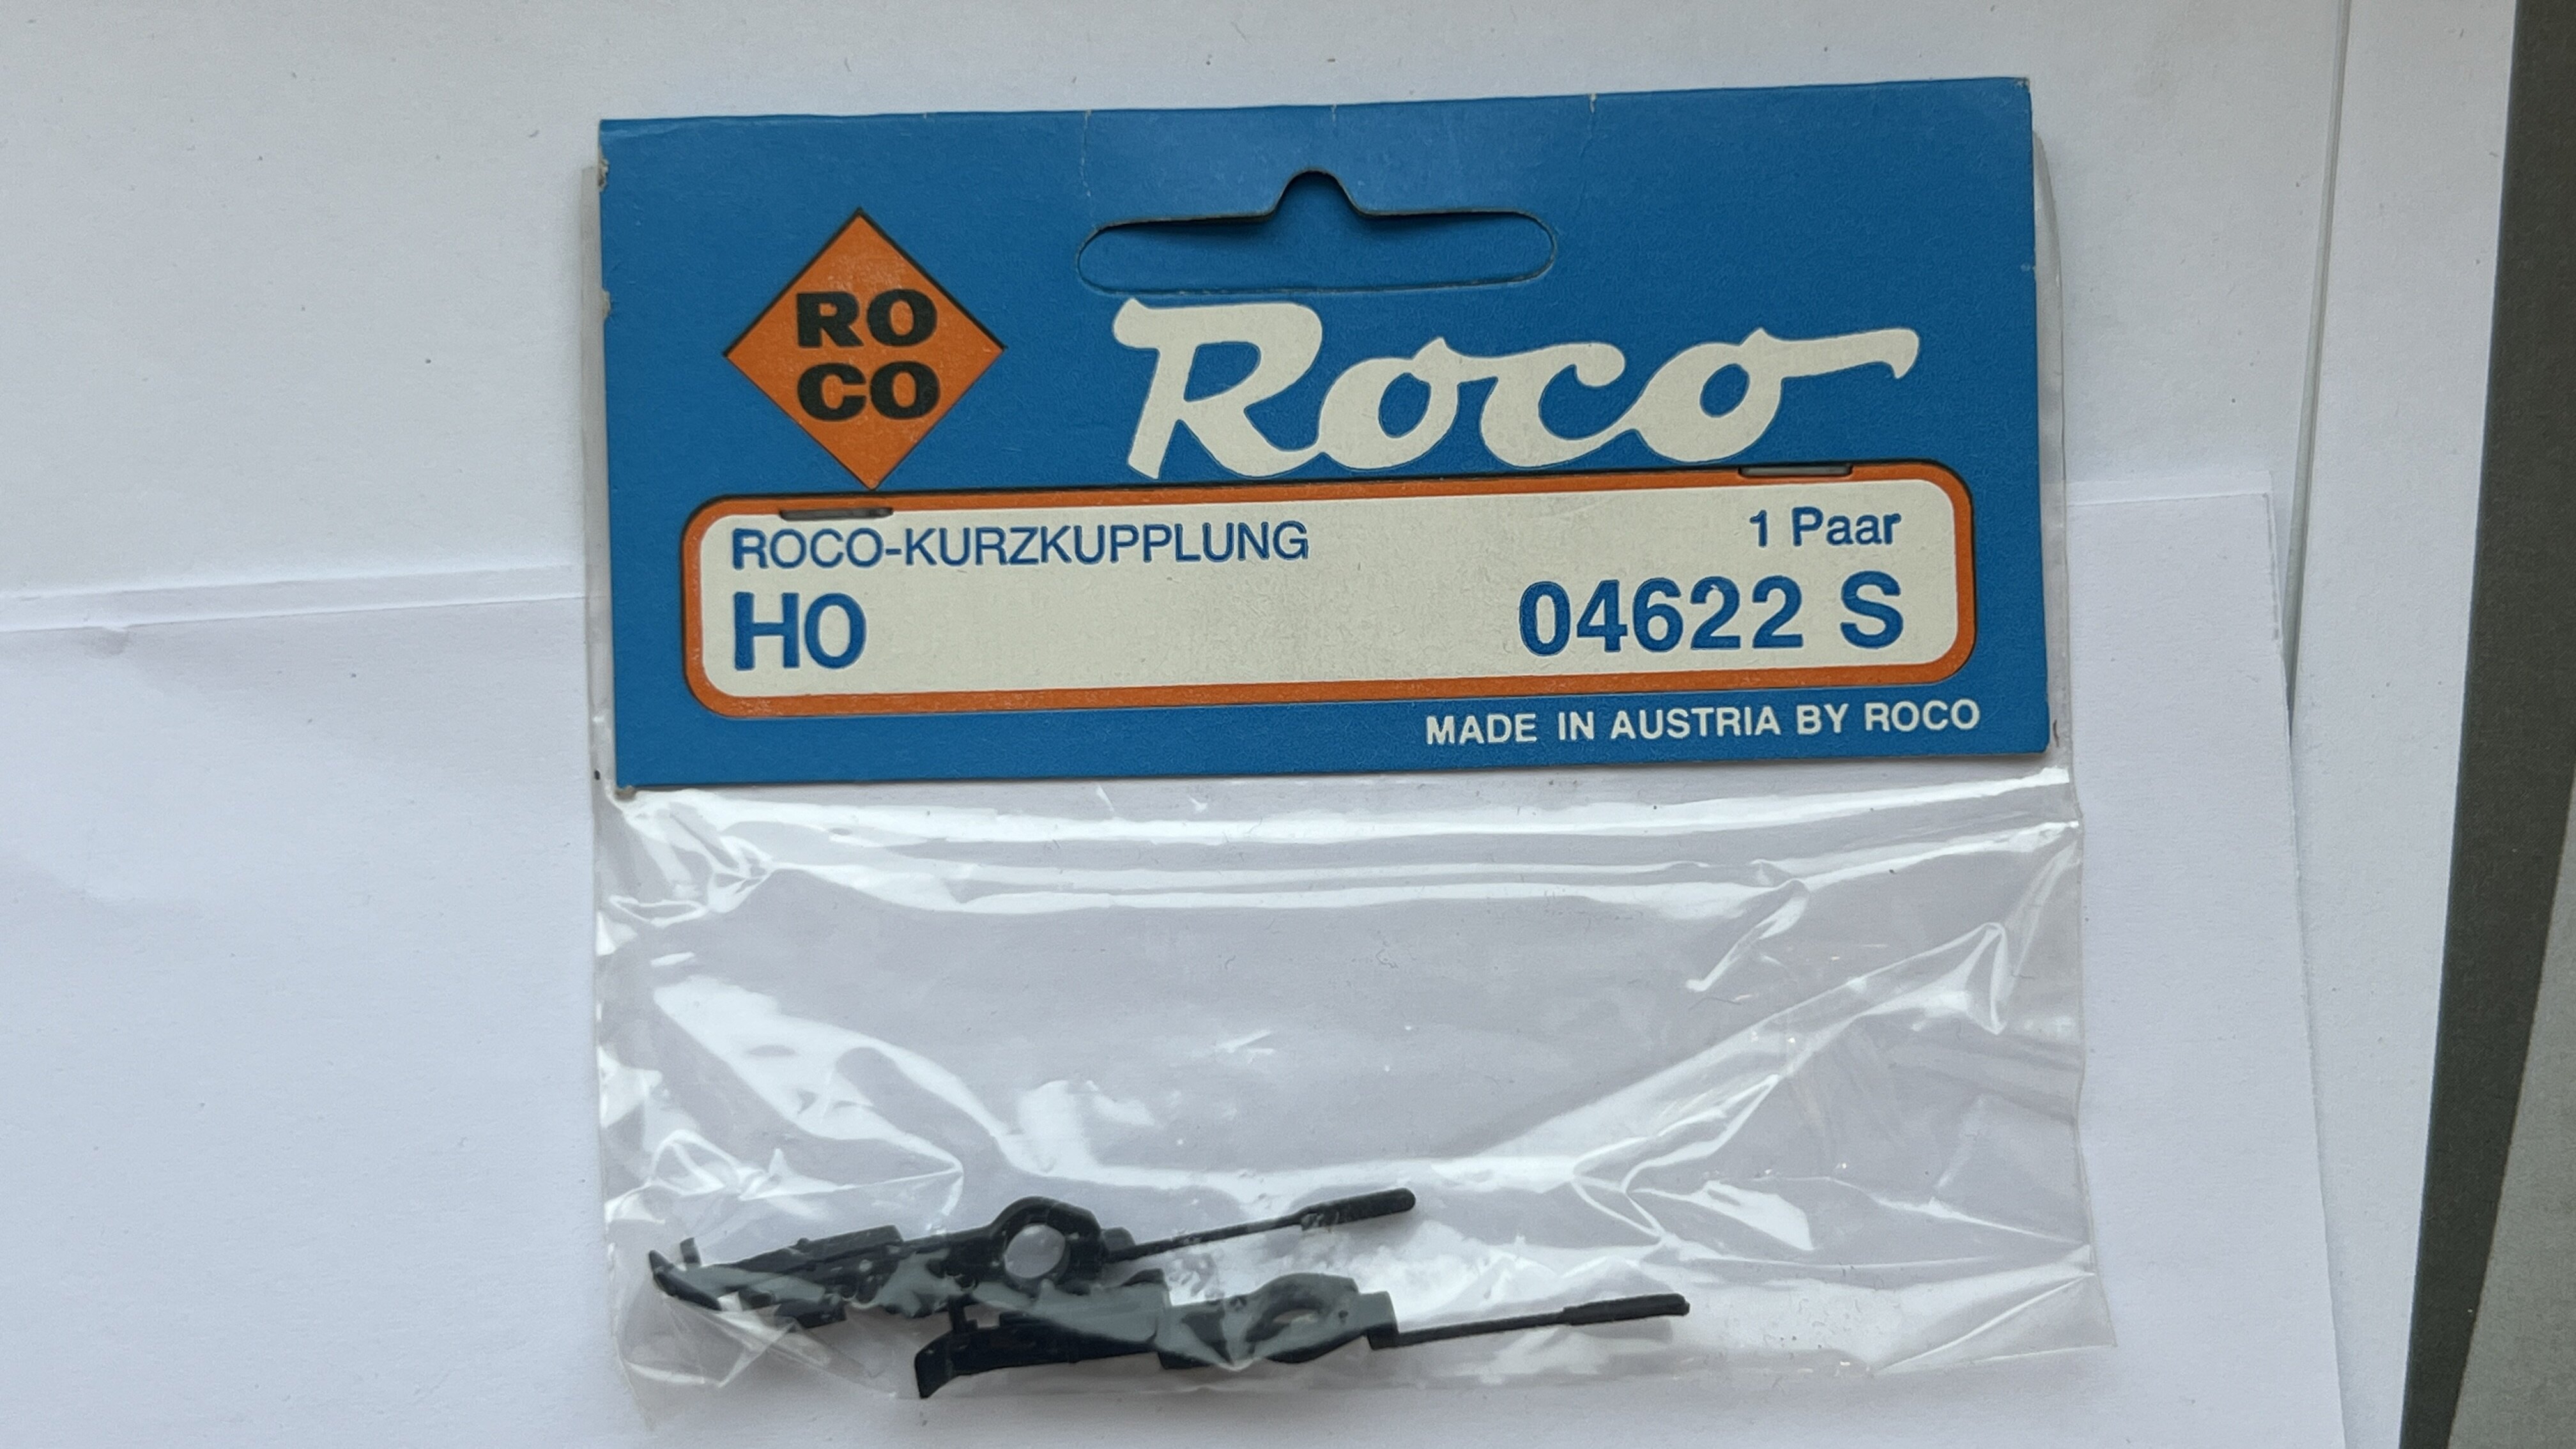 RO
CO
Roco
ROCO-KURZKUPPLUNG
1 Paar
HO
04622 S
MADE IN AUSTRIA BY ROCO